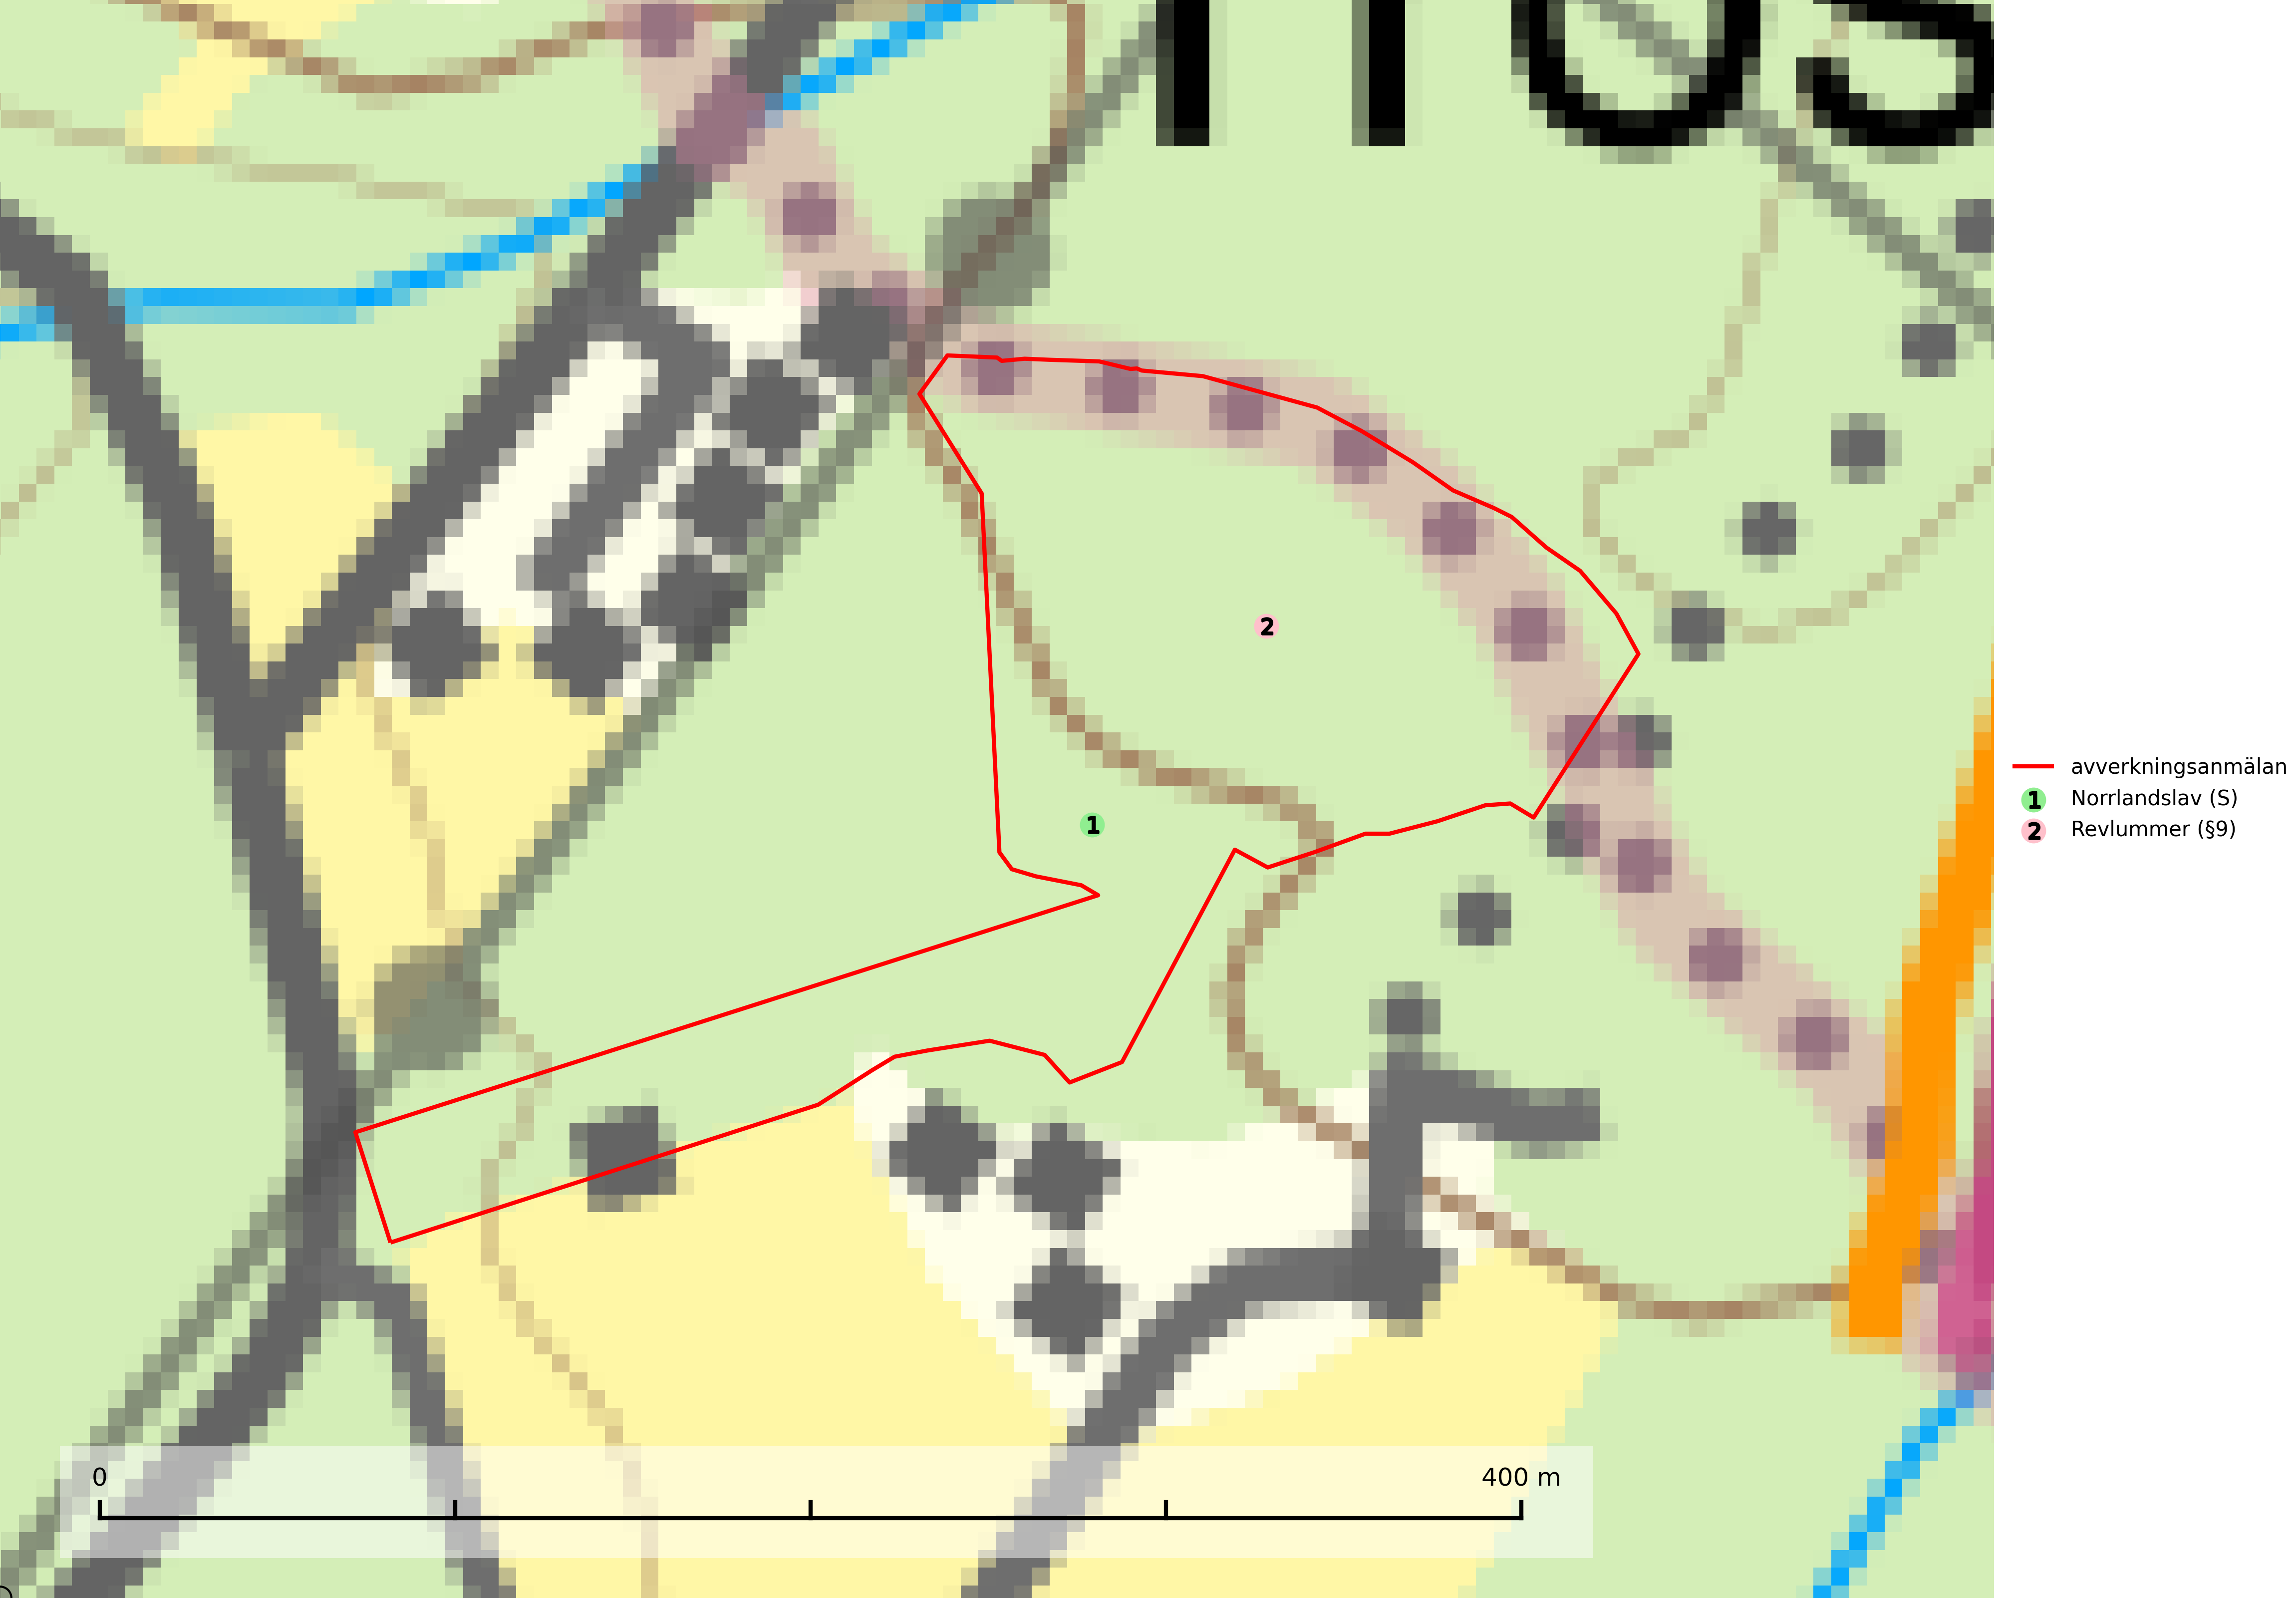 2
1
avverkningsanmälan
1 Norrlandslav (S)
2 Revlummer (§9)
0 400 m